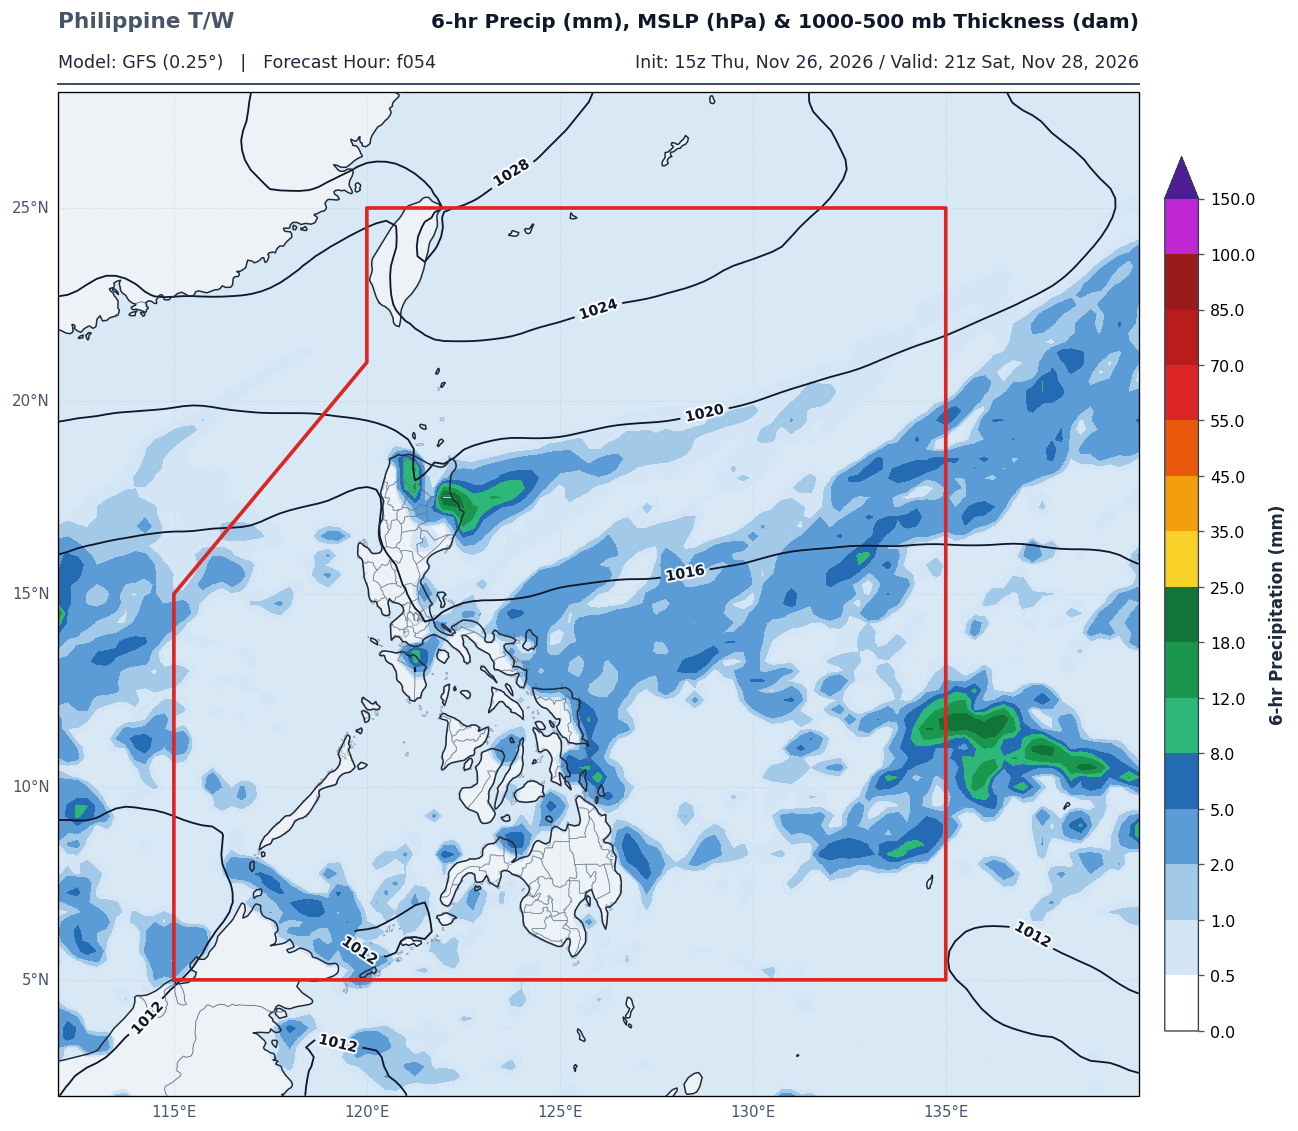 Philippine T/W
6-hr Precip (mm), MSLP (hPa) & 1000-500 mb Thickness (dam)
Model: GFS (0.25°) | Forecast Hour: f054
Init: 15z Thu, Nov 26, 2026 / Valid: 21z Sat, Nov 28, 2026
25°N
20°N
15°N
10°N
5°N
115°E
120°E
125°E
130°E
135°E
1028
1024
1020
1016
1012
1012
1012
1012
150.0
100.0
85.0
70.0
55.0
45.0
35.0
25.0
18.0
12.0
8.0
5.0
2.0
1.0
0.5
0.0
6-hr Precipitation (mm)